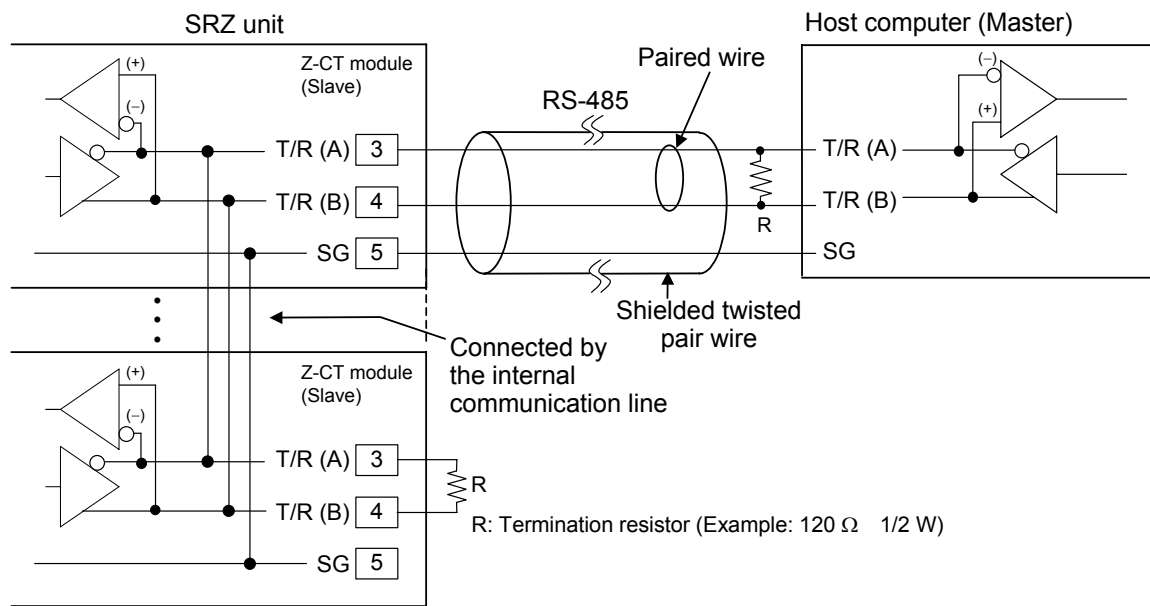 SRZ unit
Host computer (Master)
Z-CT module
(Slave)
(+)
(−)
T/R (A) 3
T/R (B) 4
SG 5
RS-485
Paired wire
R
Shielded twisted
pair wire
(−)
(+)
T/R (A)
T/R (B)
SG
Connected by
the internal
communication line
Z-CT module
(Slave)
(+)
(−)
T/R (A) 3
T/R (B) 4
SG 5
R
R: Termination resistor (Example: 120 Ω 1/2 W)